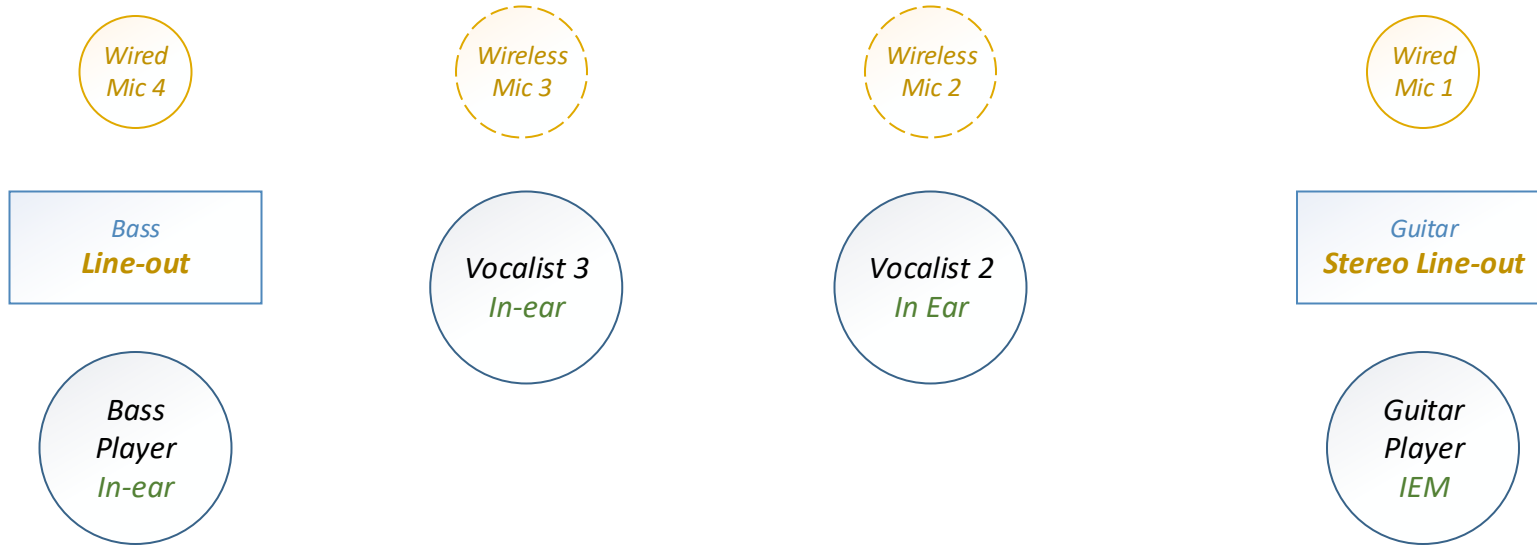 Wired
Mic 4
Wireless
Mic 3
Wireless
Mic 2
Wired
Mic 1
Bass
Line-out
Vocalist 3
In-ear
Vocalist 2
In Ear
Guitar
Stereo Line-out
Bass
Player
In-ear
Guitar
Player
IEM